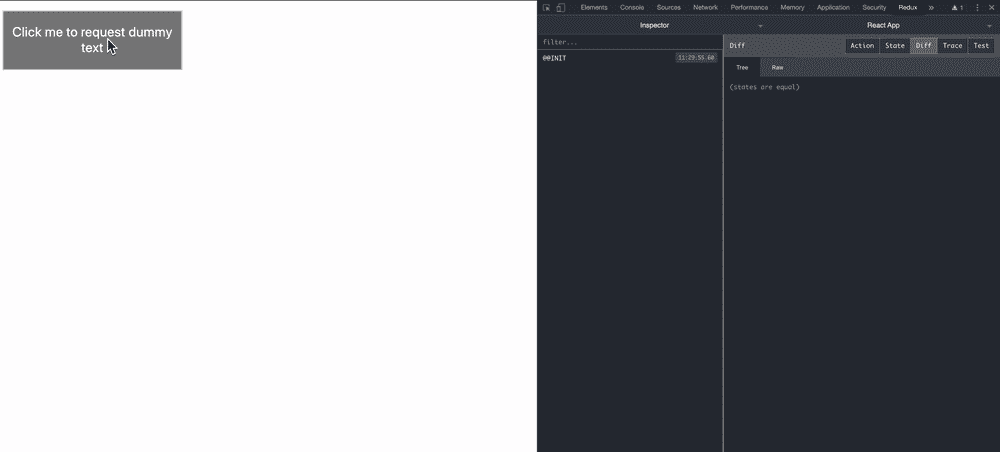 Click me to request dummy
text
Elements Console Sources Network Performance Memory Application Security Redux » 1
Inspector React App
filter...
@@INIT 11:29:55.60
Diff Action State Diff Trace Test
Tree Raw
(states are equal)